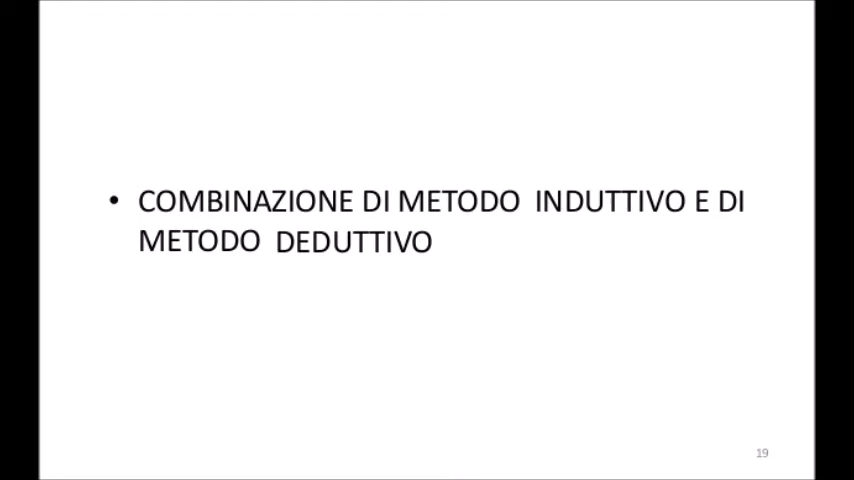 • COMBINAZIONE DI METODO INDUTTIVO E DI
METODO DEDUTTIVO
19